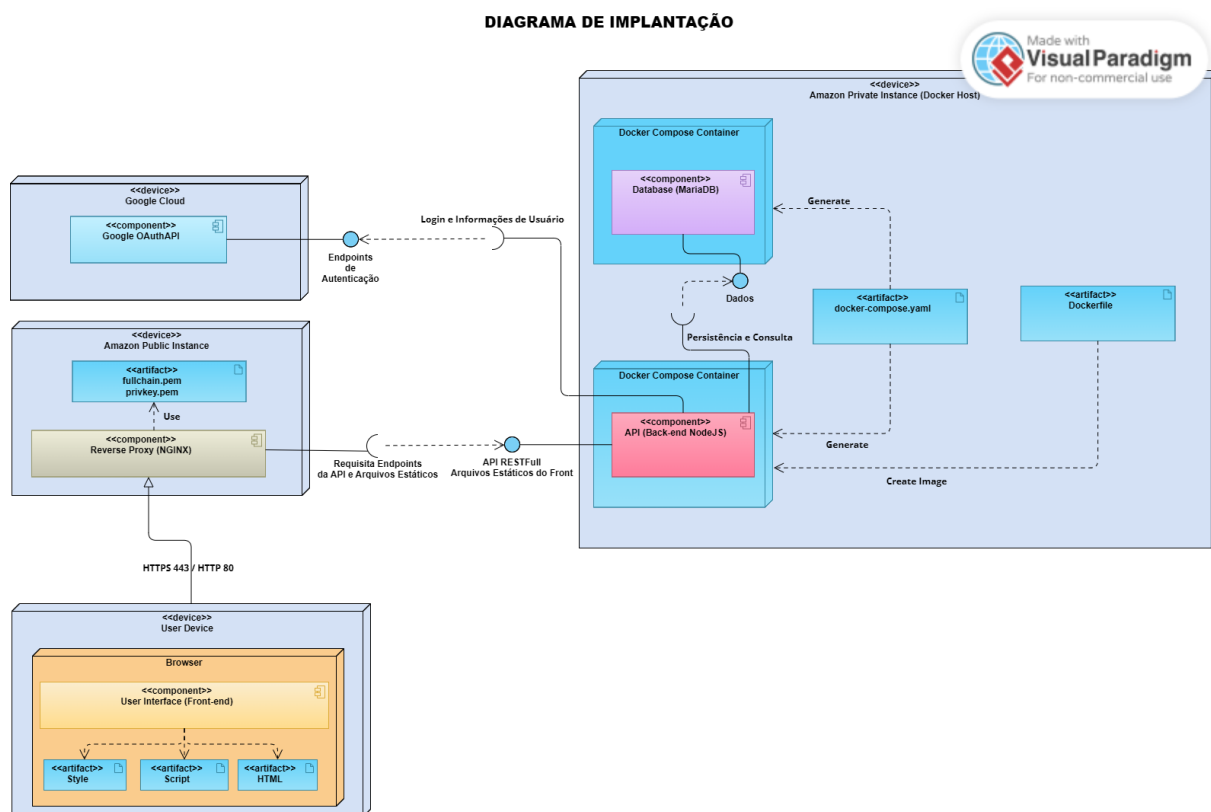 DIAGRAMA DE IMPLANTAÇÃO
Made with
Visual Paradigm
For non-commercial use
<<device>>
Amazon Private Instance (Docker Host)
Docker Compose Container
<<component>>
Database (MariaDB)
Generate
<<device>>
Google Cloud
<<component>>
Google OAuthAPI
Login e Informações de Usuário
Endpoints
de
Autenticação
Dados
<<artifact>>
docker-compose.yaml
<<artifact>>
Dockerfile
Persistência e Consulta
<<device>>
Amazon Public Instance
<<artifact>>
fullchain.pem
privkey.pem
Use
<<component>>
Reverse Proxy (NGINX)
Requisita Endpoints
da API e Arquivos Estáticos
API RESTFull
Arquivos Estáticos do Front
Docker Compose Container
<<component>>
API (Back-end NodeJS)
Generate
Create Image
HTTPS 443 / HTTP 80
<<device>>
User Device
Browser
<<component>>
User Interface (Front-end)
<<artifact>>
Style
<<artifact>>
Script
<<artifact>>
HTML